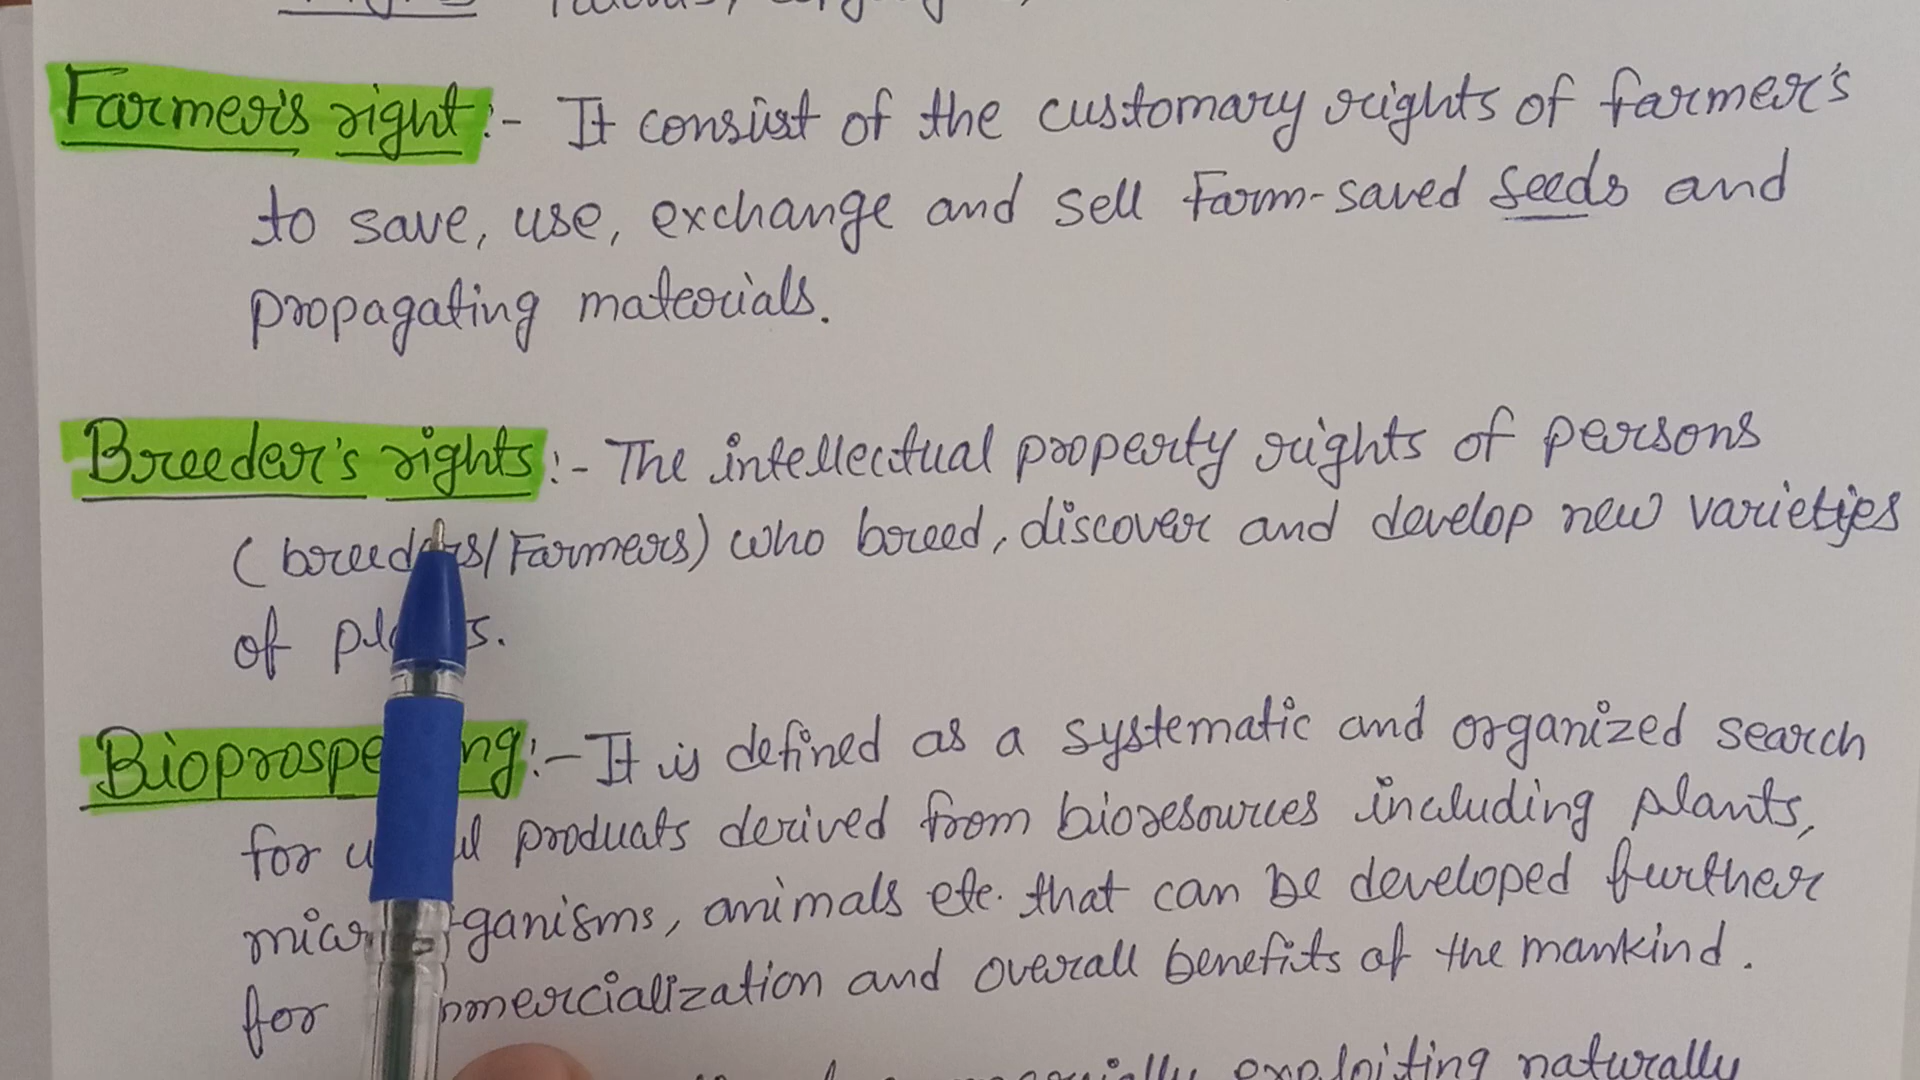 Farmer's right :- It consist of the customary rights of farmer's
to save, use, exchange and sell Farm-saved seeds and
propagating materials.
Breeder's rights :- The intellectual property rights of persons
(breeders/Farmers) who breed, discover and develop new varieties
of
:- It is defined as a systematic and organized search
for products derived from bioresources including plants,
animals etc. that can be developed further
for and overall benefits of the mankind.
exploiting naturally